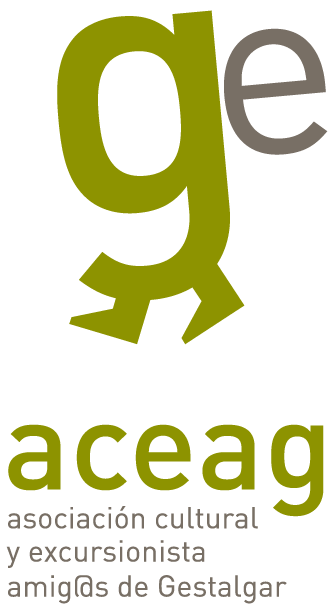 ge
aceag
asociación cultural
y excursionista
amig@s de Gestalgar